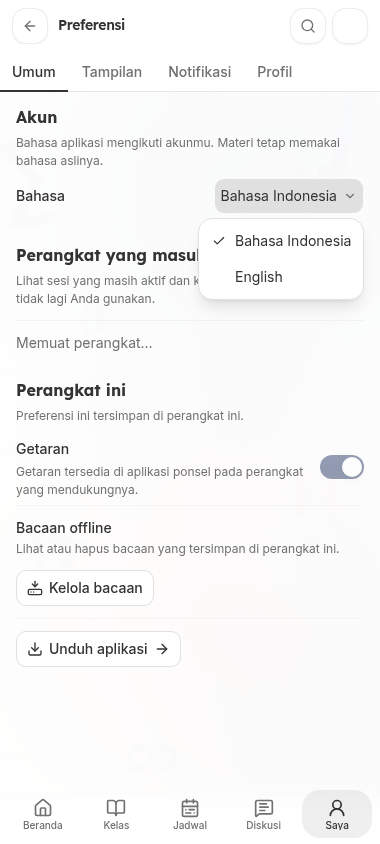 Preferensi
Umum
Tampilan
Notifikasi
Profil
Akun
Bahasa aplikasi mengikuti akunmu. Materi tetap memakai
bahasa aslinya.
Bahasa
Bahasa Indonesia
Bahasa Indonesia
English
Perangkat yang
Lihat sesi yang masih aktif dan
tidak lagi Anda gunakan.
Memuat perangkat...
Perangkat ini
Preferensi ini tersimpan di perangkat ini.
Getaran
Getaran tersedia di aplikasi ponsel pada perangkat
yang mendukungnya.
Bacaan offline
Lihat atau hapus bacaan yang tersimpan di perangkat ini.
Kelola bacaan
Unduh aplikasi
Beranda
Kelas
Jadwal
Diskusi
Saya